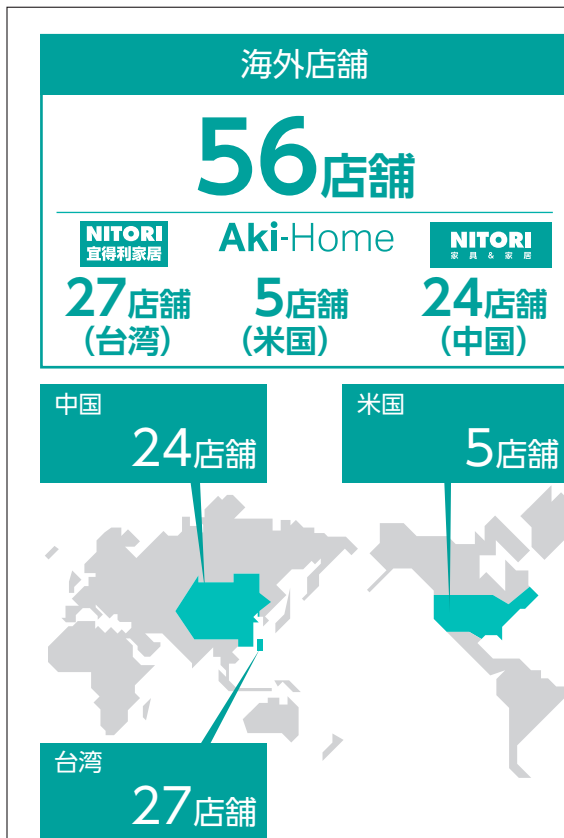 海外店舗
56店舗
NITORI
宜得利家居
27店舗
(台湾)
Aki-Home
5店舗
(米国)
NITORI
家具&家居
24店舗
(中国)
中国
24店舗
米国
5店舗
台湾
27店舗